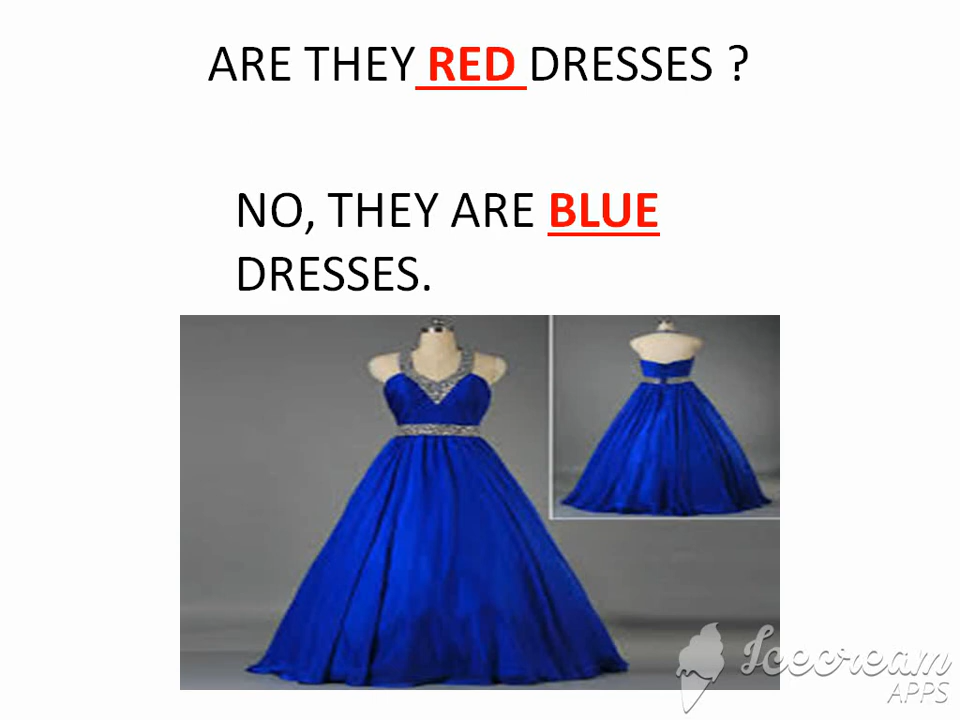 ARE THEY RED DRESSES ?
NO, THEY ARE BLUE
DRESSES.
Icecream
APPS